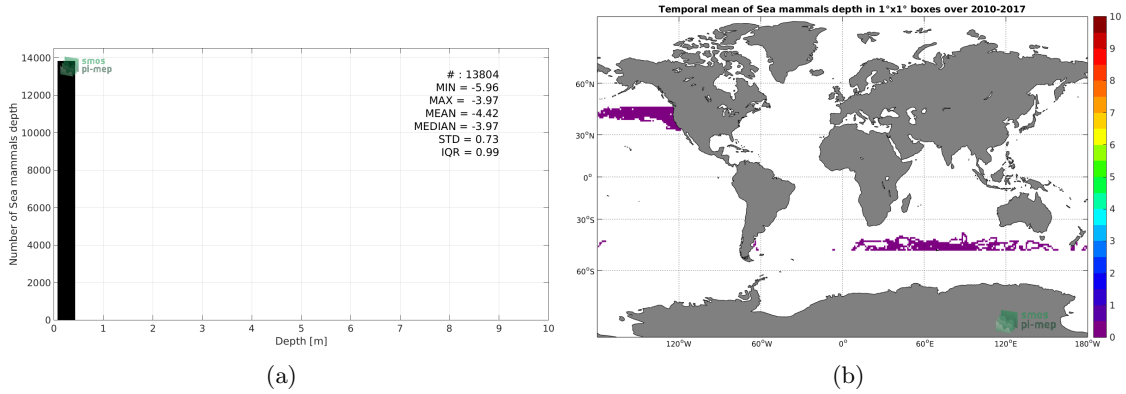 Temporal mean of Sea mammals depth in 1°x1° boxes over 2010-2017
smos
pi-mep
# : 13804
MIN = -5.96
MAX = -3.97
MEAN = -4.42
MEDIAN = -3.97
STD = 0.73
IQR = 0.99
Number of Sea mammals depth
14000
12000
10000
8000
6000
4000
2000
0
0 1 2 3 4 5 6 7 8 9 10
Depth [m]
(a)
60°N
30°N
0°
30°S
60°S
120°W 60°W 0° 60°E 120°E 180°W
smos
pi-mep
10
9
8
7
6
5
4
3
2
1
0
(b)